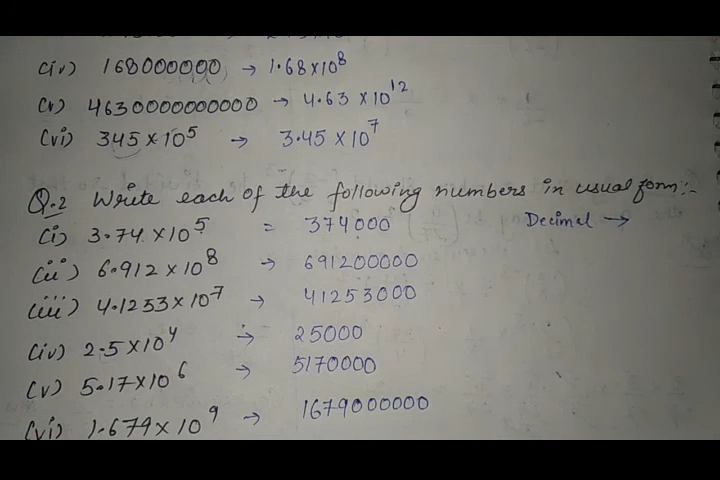 (iv) 168000000 → 1.68×10⁸
(v) 4630000000000 → 4.63 ×10¹²
(vi) 345×10⁵ → 3.45 ×10⁷
Q.2 Write each of the following numbers in usual form:-
(i) 3.74 ×10⁵ = 374000 Decimal →
(ii) 6.912×10⁸ → 691200000
(iii) 4.1253×10⁷ → 41253000
(iv) 2.5×10⁴ → 25000
(v) 5.17×10⁶ → 5170000
(vi) 1.679×10⁹ → 1679000000